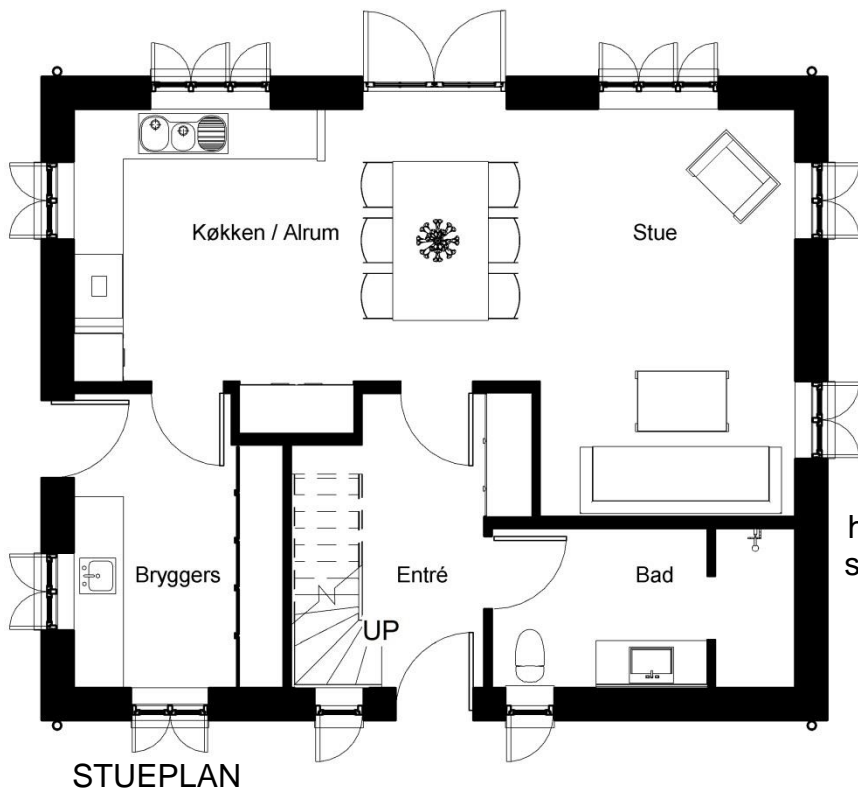 Køkken / Alrum
Stue
h
s
Bryggers
Entré
Bad
UP
STUEPLAN